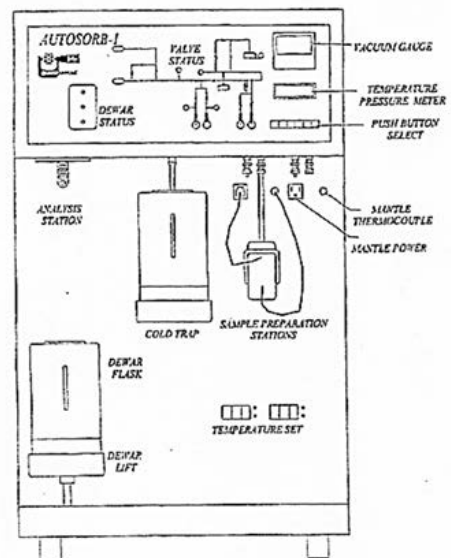 AUTOSORB-1
VALVE
STATUS
DEWAR
STATUS
VACUUM GAUGE
TEMPERATURE
PRESSURE METER
PUSH BUTTON
SELECT
ANALYSIS
STATION
MANTLE
THERMOCOUPLE
MANTLE POWER
COLD TRAP
SAMPLE PREPARATION
STATIONS
DEWAR
FLASK
TEMPERATURE SET
DEWAR
LIFT